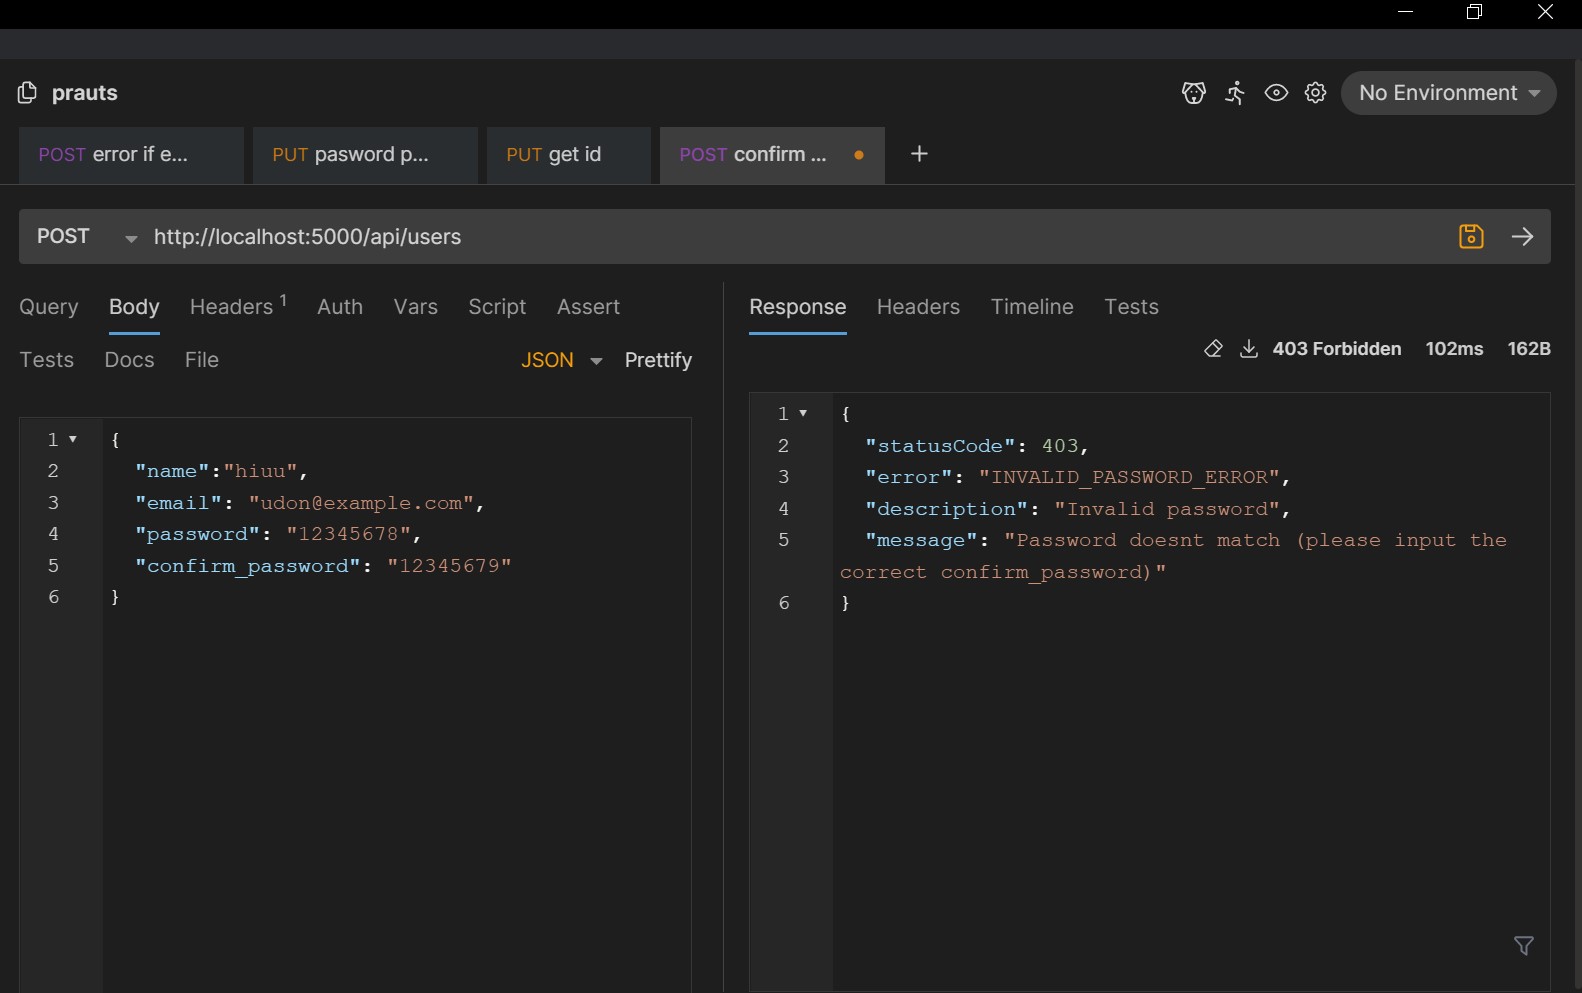 prauts
No Environment
POST error if e...
PUT pasword p...
PUT get id
POST confirm ...
POST http://localhost:5000/api/users
Query Body Headers 1 Auth Vars Script Assert
Tests Docs File JSON Prettify
1 {
2 "name":"hiuu",
3 "email": "udon@example.com",
4 "password": "12345678",
5 "confirm_password": "12345679"
6 }
Response Headers Timeline Tests
403 Forbidden 102ms 162B
1 {
2 "statusCode": 403,
3 "error": "INVALID_PASSWORD_ERROR",
4 "description": "Invalid password",
5 "message": "Password doesnt match (please input the
correct confirm_password)"
6 }